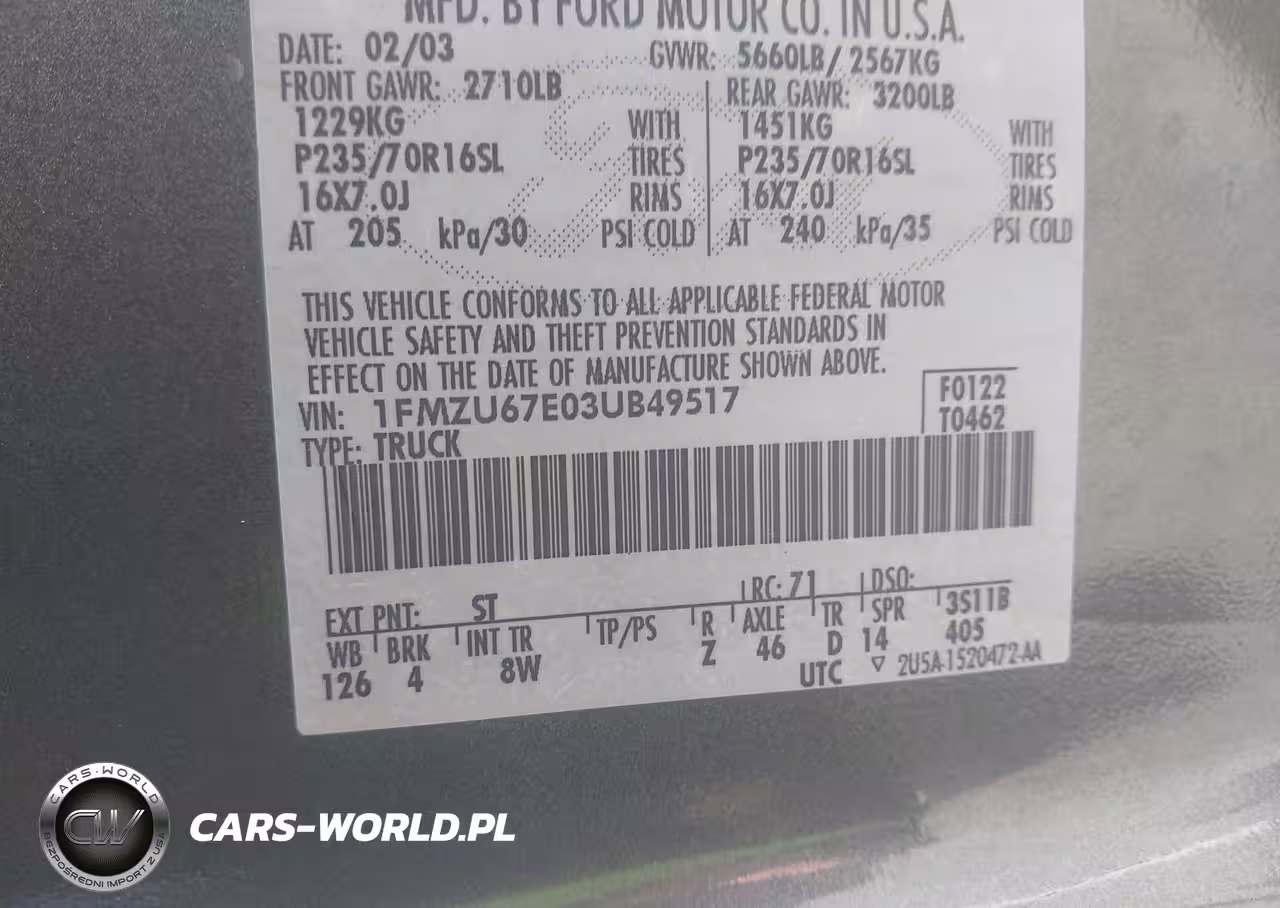 MFD. BY FORD MOTOR CO. IN U.S.A.
DATE: 02/03 GVWR: 5660LB/ 2567KG
FRONT GAWR: 2710LB REAR GAWR: 3200LB
1229KG WITH 1451KG WITH
P235/70R16SL TIRES P235/70R16SL TIRES
16X7.0J RIMS 16X7.0J RIMS
AT 205 kPa/30 PSI COLD AT 240 kPa/35 PSI COLD
THIS VEHICLE CONFORMS TO ALL APPLICABLE FEDERAL MOTOR
VEHICLE SAFETY AND THEFT PREVENTION STANDARDS IN
EFFECT ON THE DATE OF MANUFACTURE SHOWN ABOVE.
VIN: 1FMZU67E03UB49517 F0122
TYPE: TRUCK T0462
EXT PNT: ST RC: 71 DSO:
WB BRK INT TR TP/PS R AXLE TR SPR 3S11B
126 4 8W Z 46 D 14 405
UTC ▽ 2U5A-1520472-AA
CARS-WORLD
CW
BEZPOŚREDNI IMPORT Z USA
CARS-WORLD.PL